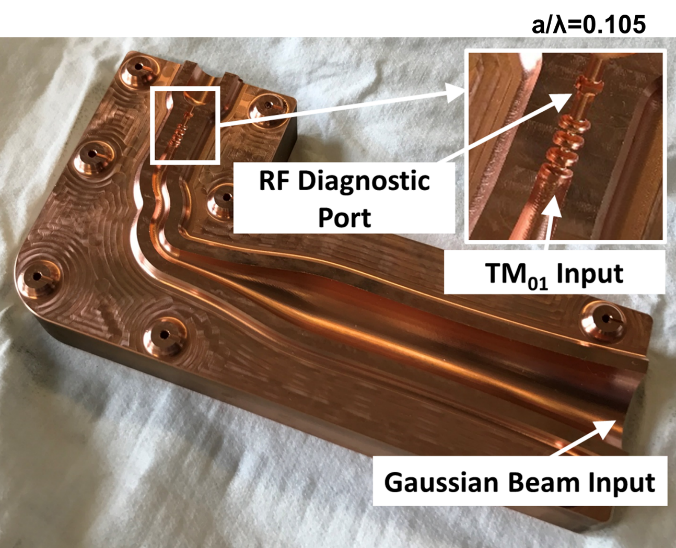 a/λ=0.105
RF Diagnostic
Port
TM₀₁ Input
Gaussian Beam Input